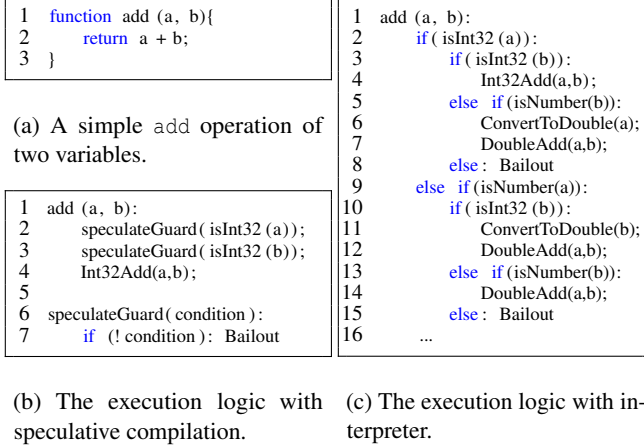 1 function add (a, b){
2 return a + b;
3 }
(a) A simple add operation of
two variables.
1 add (a, b):
2 speculateGuard( isInt32 (a));
3 speculateGuard( isInt32 (b));
4 Int32Add(a,b);
5
6 speculateGuard( condition ):
7 if (! condition ): Bailout
(b) The execution logic with
speculative compilation.
1 add (a, b):
2 if( isInt32 (a)):
3 if( isInt32 (b)):
4 Int32Add(a,b);
5 else if(isNumber(b)):
6 ConvertToDouble(a);
7 DoubleAdd(a,b);
8 else: Bailout
9 else if(isNumber(a)):
10 if( isInt32 (b)):
11 ConvertToDouble(b);
12 DoubleAdd(a,b);
13 else if(isNumber(b)):
14 DoubleAdd(a,b);
15 else: Bailout
16 ...
(c) The execution logic with in-
terpreter.